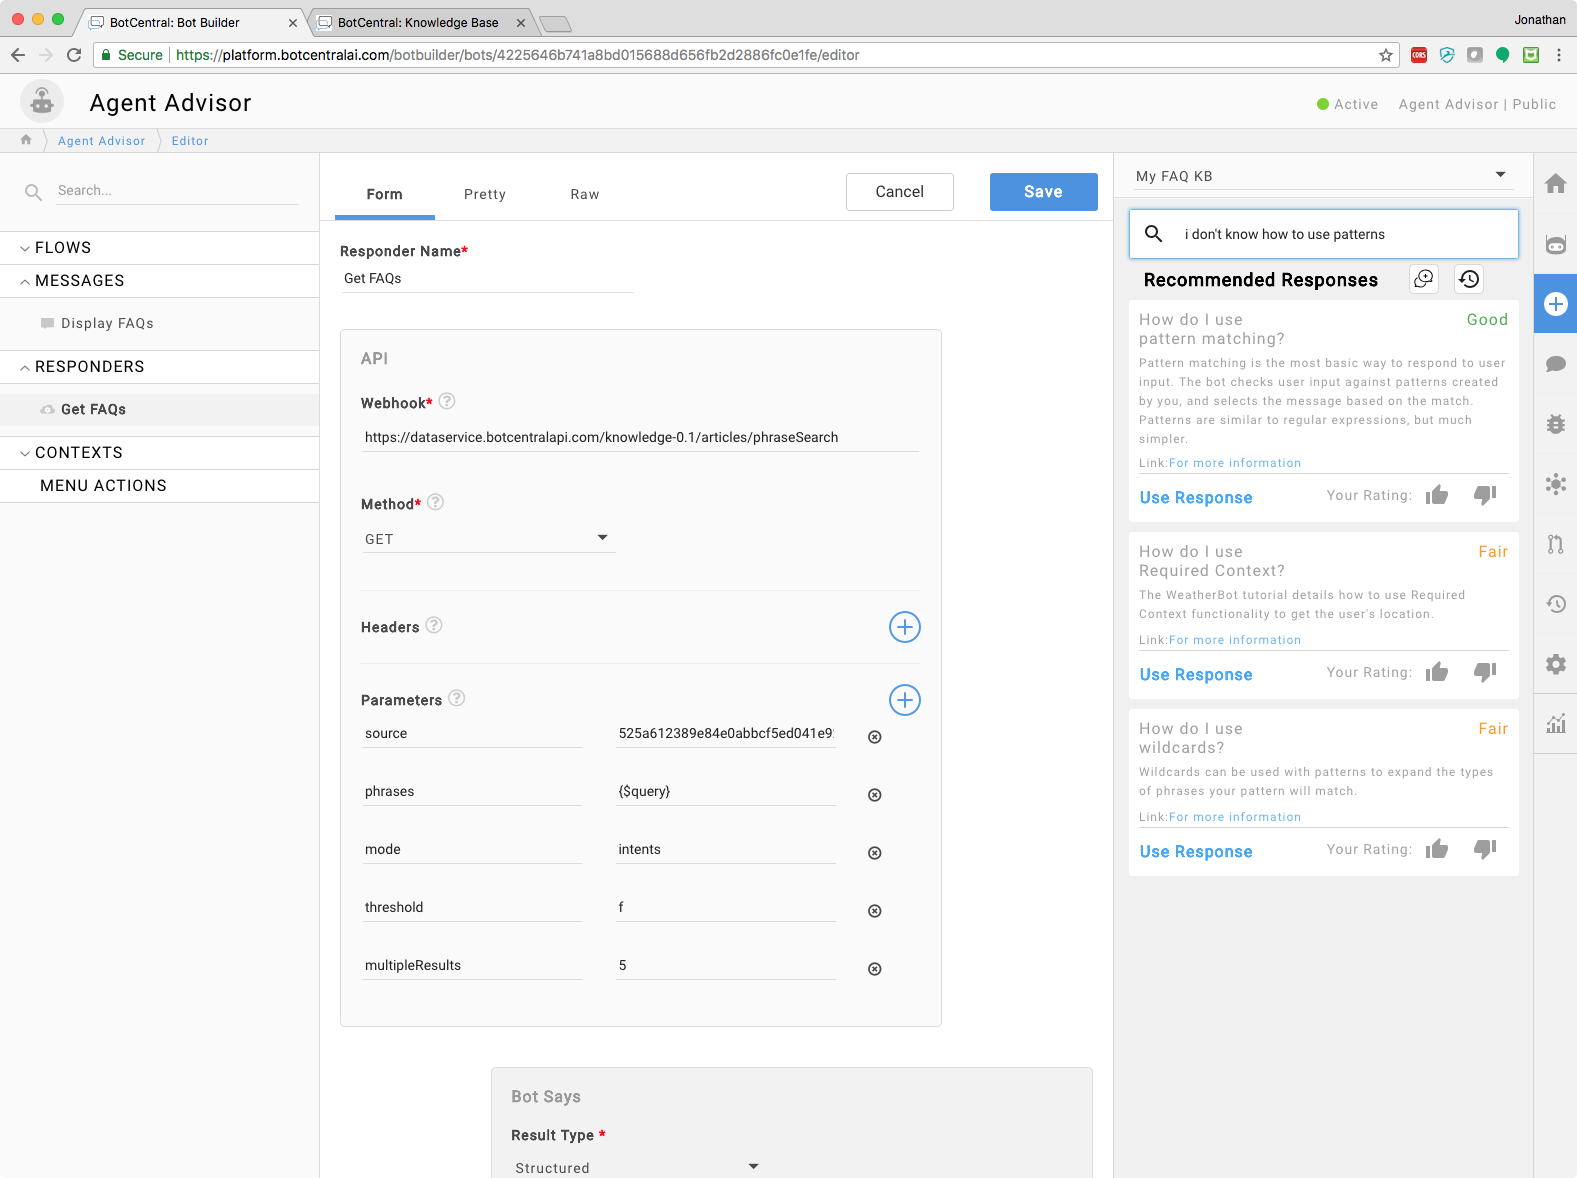 BotCentral: Bot Builder
BotCentral: Knowledge Base
Jonathan
Secure
https://platform.botcentralai.com/botbuilder/bots/4225646b741a8bd015688d656fb2d2886fc0e1fe/editor
CORS
Agent Advisor
Active
Agent Advisor | Public
Agent Advisor
Editor
Search...
FLOWS
MESSAGES
Display FAQs
RESPONDERS
Get FAQs
CONTEXTS
MENU ACTIONS
Form
Pretty
Raw
Cancel
Save
Responder Name*
Get FAQs
API
Webhook*
https://dataservice.botcentralapi.com/knowledge-0.1/articles/phraseSearch
Method*
GET
Headers
Parameters
source
525a612389e84e0abbcf5ed041e9
phrases
{$query}
mode
intents
threshold
f
multipleResults
5
Bot Says
Result Type *
Structured
My FAQ KB
i don't know how to use patterns
Recommended Responses
How do I use
pattern matching?
Good
Pattern matching is the most basic way to respond to user
input. The bot checks user input against patterns created
by you, and selects the message based on the match.
Patterns are similar to regular expressions, but much
simpler.
Link:For more information
Use Response
Your Rating:
How do I use
Required Context?
Fair
The WeatherBot tutorial details how to use Required
Context functionality to get the user's location.
Link:For more information
Use Response
Your Rating:
How do I use
wildcards?
Fair
Wildcards can be used with patterns to expand the types
of phrases your pattern will match.
Link:For more information
Use Response
Your Rating: